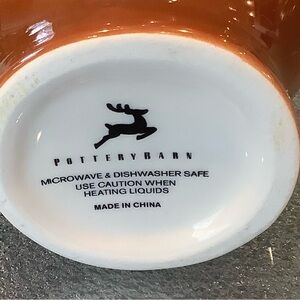 POTTERYBARN
MICROWAVE & DISHWASHER SAFE
USE CAUTION WHEN
HEATING LIQUIDS
MADE IN CHINA